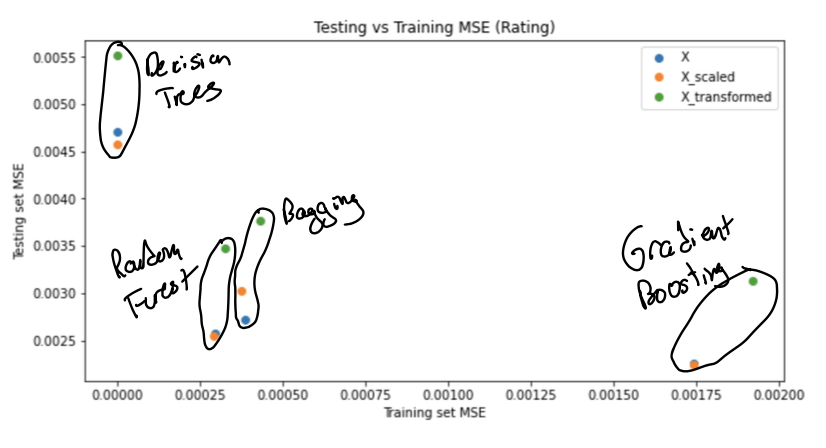 Testing vs Training MSE (Rating)
X
X_scaled
X_transformed
Decision
Trees
Bagging
Random
Forest
Gradient
Boosting
Testing set MSE
0.0055
0.0050
0.0045
0.0040
0.0035
0.0030
0.0025
0.00000 0.00025 0.00050 0.00075 0.00100 0.00125 0.00150 0.00175 0.00200
Training set MSE